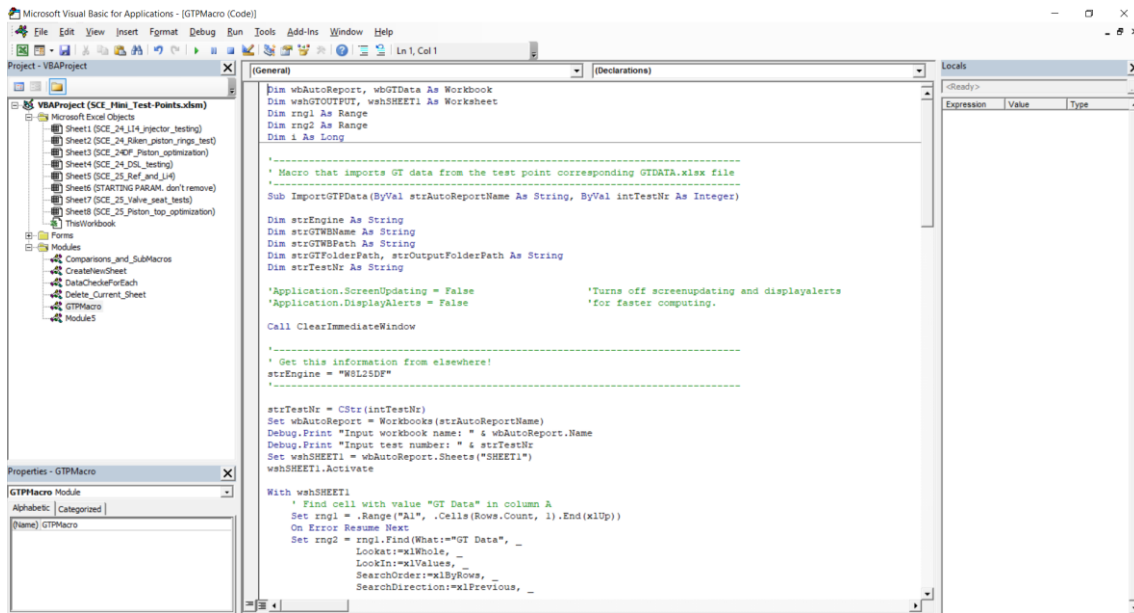 Microsoft Visual Basic for Applications - [GTPMacro (Code)]
File Edit View Insert Format Debug Run Tools Add-Ins Window Help
Ln 1, Col 1
Project - VBAProject
VBAProject (SCE_Mini_Test-Points.xlsm)
Microsoft Excel Objects
Sheet1 (SCE_24_LI4_injector_testing)
Sheet2 (SCE_24_Riken_piston_rings_test)
Sheet3 (SCE_24DF_Piston_optimization)
Sheet4 (SCE_24_DSL_testing)
Sheet5 (SCE_25_Ref_and_Li4)
Sheet6 (STARTING PARAM. don't remove)
Sheet7 (SCE_25_Valve_seat_tests)
Sheet8 (SCE_25_Piston_top_optimization)
ThisWorkbook
Forms
Modules
Comparisons_and_SubMacros
CreateNewSheet
DataCheckeForEach
Delete_Current_Sheet
GTPMacro
Module5
Properties - GTPMacro
GTPMacro Module
Alphabetic Categorized
(Name) GTPMacro
(General) (Declarations)
Dim wbAutoReport, wbGTData As Workbook
Dim wshGTOUTPUT, wshSHEET1 As Worksheet
Dim rng1 As Range
Dim rng2 As Range
Dim i As Long
'--------------------------------------------------------------------------------
' Macro that imports GT data from the test point corresponding GTDATA.xlsx file
'--------------------------------------------------------------------------------
Sub ImportGTPData(ByVal strAutoReportName As String, ByVal intTestNr As Integer)
Dim strEngine As String
Dim strGTWBName As String
Dim strGTWBPath As String
Dim strGTFolderPath, strOutputFolderPath As String
Dim strTestNr As String
'Application.ScreenUpdating = False 'Turns off screenupdating and displayalerts
'Application.DisplayAlerts = False 'for faster computing.
Call ClearImmediateWindow
'--------------------------------------------------------------------------------
' Get this information from elsewhere!
strEngine = "W8L25DF"
'--------------------------------------------------------------------------------
strTestNr = CStr(intTestNr)
Set wbAutoReport = Workbooks(strAutoReportName)
Debug.Print "Input workbook name: " & wbAutoReport.Name
Debug.Print "Input test number: " & strTestNr
Set wshSHEET1 = wbAutoReport.Sheets("SHEET1")
wshSHEET1.Activate
With wshSHEET1
' Find cell with value "GT Data" in column A
Set rng1 = .Range("A1", .Cells(Rows.Count, 1).End(xlUp))
On Error Resume Next
Set rng2 = rng1.Find(What:="GT Data", _
Lookat:=xlWhole, _
LookIn:=xlValues, _
SearchOrder:=xlByRows, _
SearchDirection:=xlPrevious, _
Locals
<Ready>
Expression Value Type